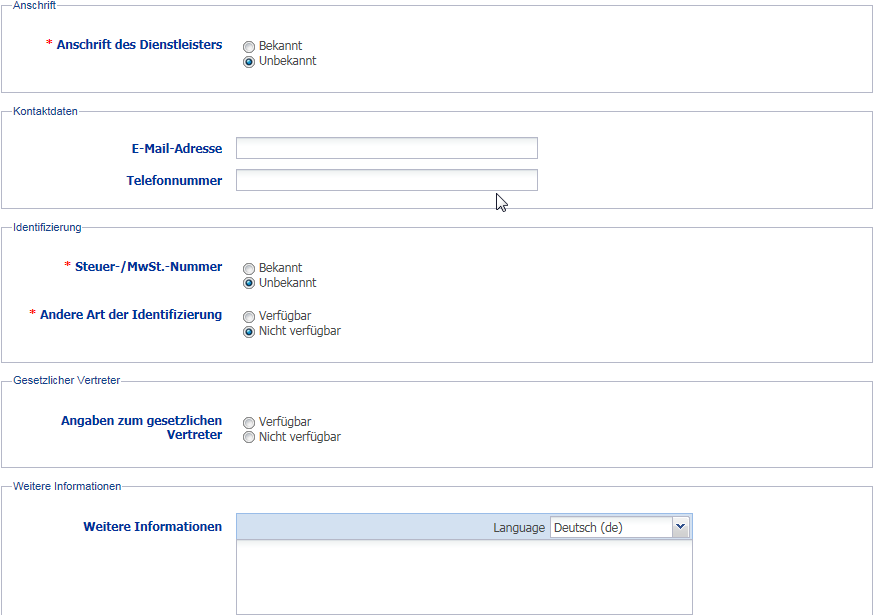 Anschrift
* Anschrift des Dienstleisters
Bekannt
Unbekannt
Kontaktdaten
E-Mail-Adresse
Telefonnummer
Identifizierung
* Steuer-/MwSt.-Nummer
Bekannt
Unbekannt
* Andere Art der Identifizierung
Verfügbar
Nicht verfügbar
Gesetzlicher Vertreter
Angaben zum gesetzlichen
Vertreter
Verfügbar
Nicht verfügbar
Weitere Informationen
Weitere Informationen
Language Deutsch (de)